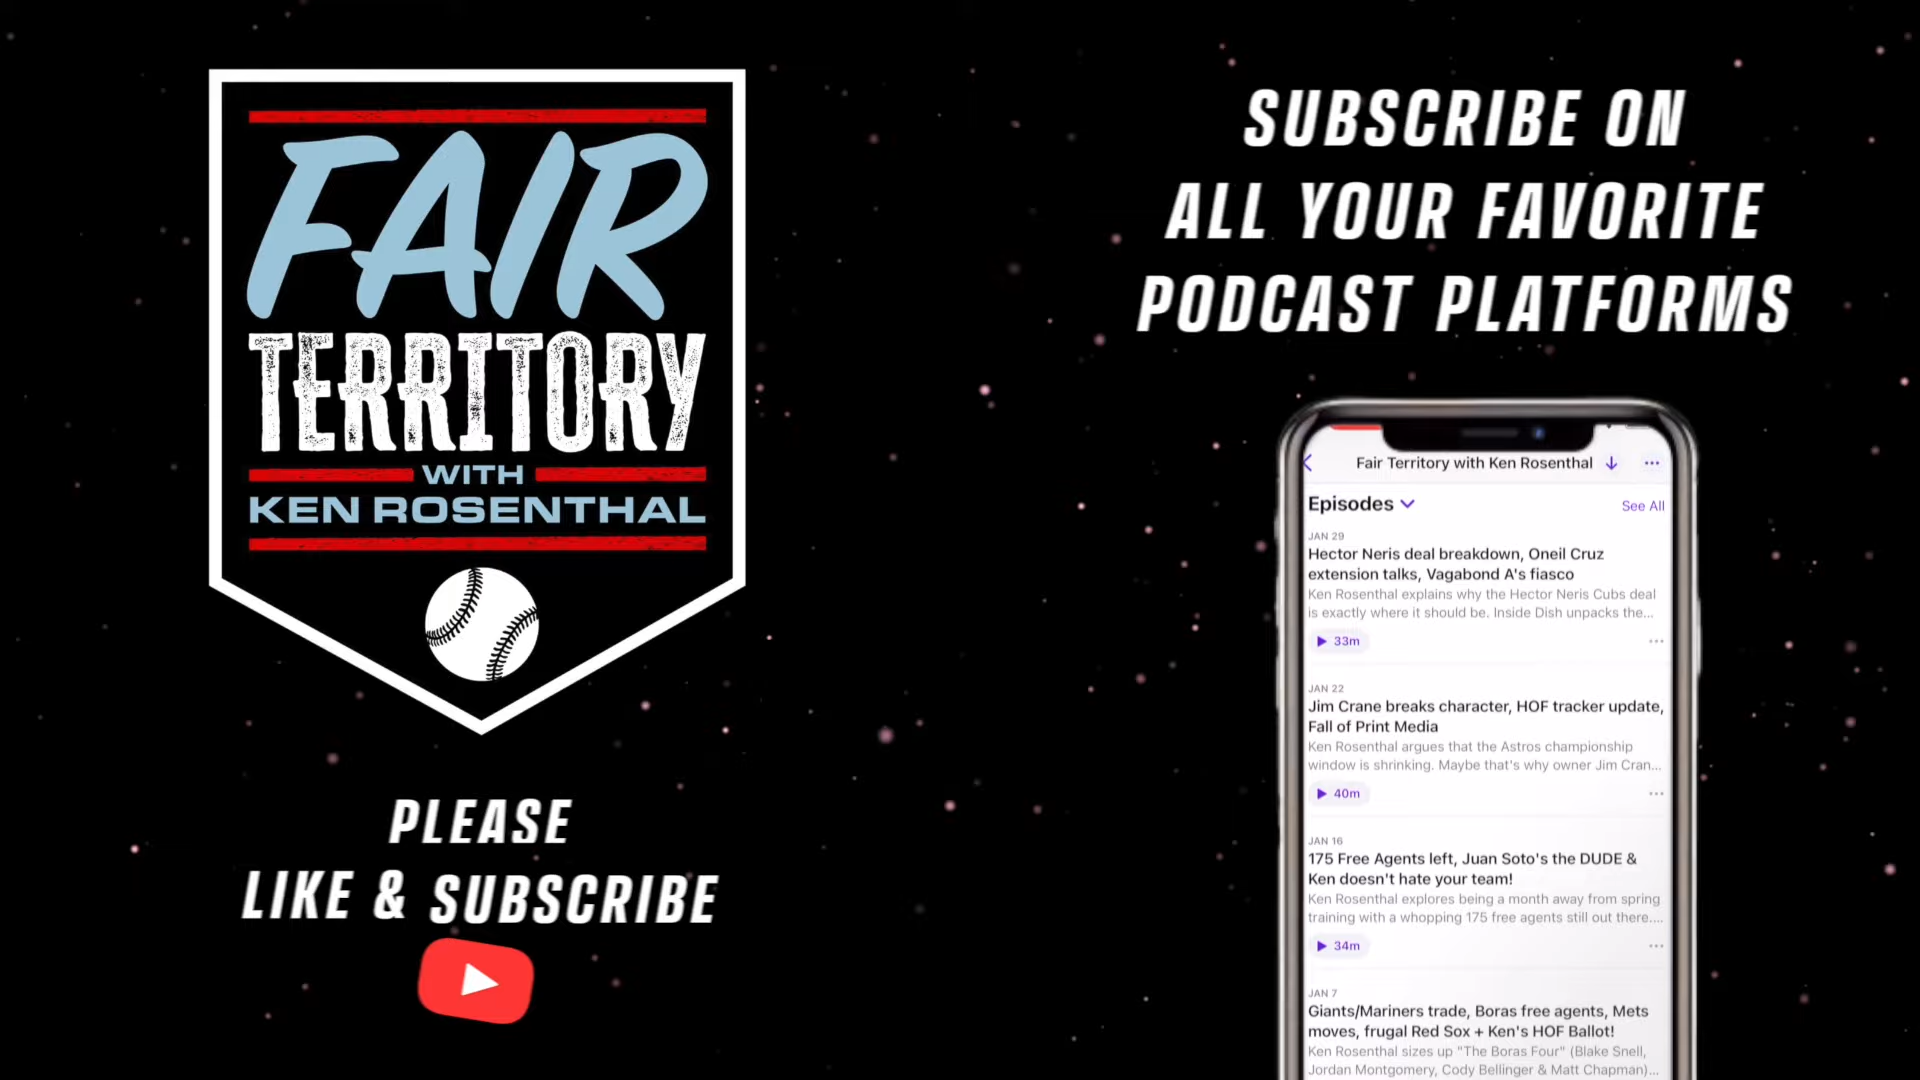 FAIR
TERRITORY
WITH
KEN ROSENTHAL
PLEASE
LIKE & SUBSCRIBE
SUBSCRIBE ON
ALL YOUR FAVORITE
PODCAST PLATFORMS
Fair Territory with Ken Rosenthal
Episodes
See All
JAN 29
Hector Neris deal breakdown, Oneil Cruz
extension talks, Vagabond A's fiasco
Ken Rosenthal explains why the Hector Neris Cubs deal
is exactly where it should be. Inside Dish unpacks the...
33m
JAN 22
Jim Crane breaks character, HOF tracker update,
Fall of Print Media
Ken Rosenthal argues that the Astros championship
window is shrinking. Maybe that's why owner Jim Cran...
40m
JAN 16
175 Free Agents left, Juan Soto's the DUDE &
Ken doesn't hate your team!
Ken Rosenthal explores being a month away from spring
training with a whopping 175 free agents still out there....
34m
JAN 7
Giants/Mariners trade, Boras free agents, Mets
moves, frugal Red Sox + Ken's HOF Ballot!
Ken Rosenthal sizes up "The Boras Four" (Blake Snell,
Jordan Montgomery, Cody Bellinger & Matt Chapman)...